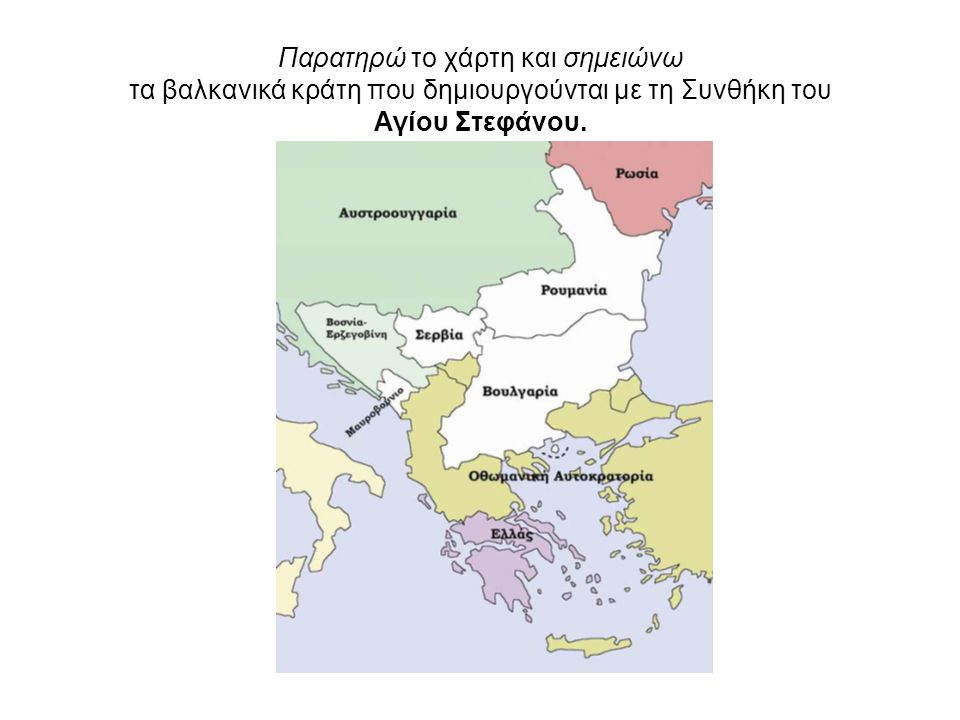 Παρατηρώ το χάρτη και σημειώνω
τα βαλκανικά κράτη που δημιουργούνται με τη Συνθήκη του
Αγίου Στεφάνου.
Ρωσία
Αυστροουγγαρία
Ρουμανία
Βοσνία-
Ερζεγοβίνη
Σερβία
Βουλγαρία
Μαυροβούνιο
Οθωμανική Αυτοκρατορία
Ελλάς